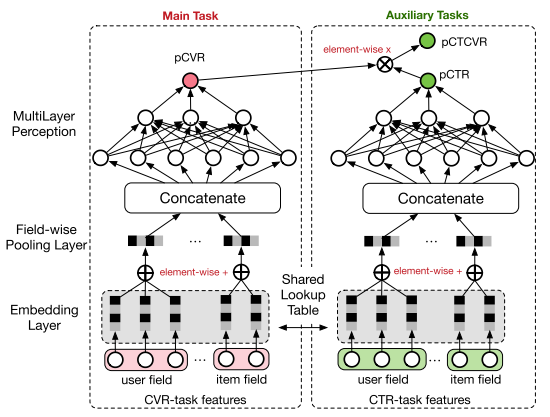 Main Task
Auxiliary Tasks
pCTCVR
element-wise x
pCVR
pCTR
MultiLayer
Perception
Concatenate
Concatenate
Field-wise
Pooling Layer
...
...
element-wise +
element-wise +
Shared
Lookup
Table
Embedding
Layer
...
...
user field
item field
user field
item field
CVR-task features
CTR-task features